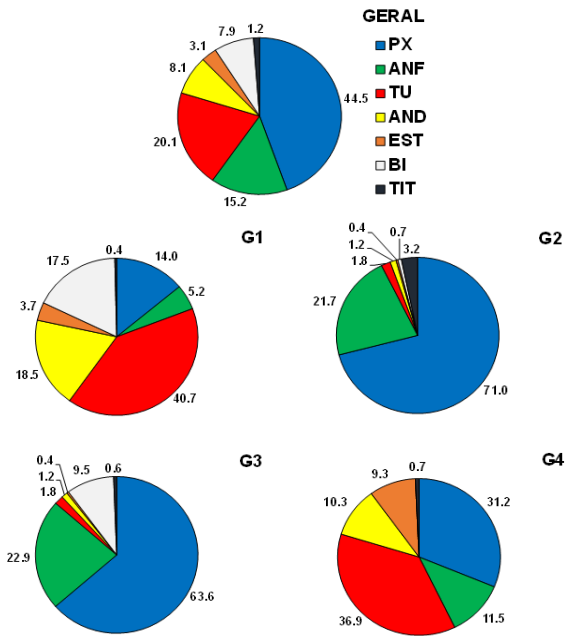 GERAL
PX
ANF
TU
AND
EST
BI
TIT
1.2
7.9
3.1
8.1
44.5
20.1
15.2
G1
0.4
14.0
17.5
5.2
3.7
18.5
40.7
G2
0.4
0.7
1.2
3.2
1.8
21.7
71.0
G3
0.4
9.5
0.6
1.2
1.8
22.9
63.6
G4
0.7
9.3
31.2
10.3
36.9
11.5